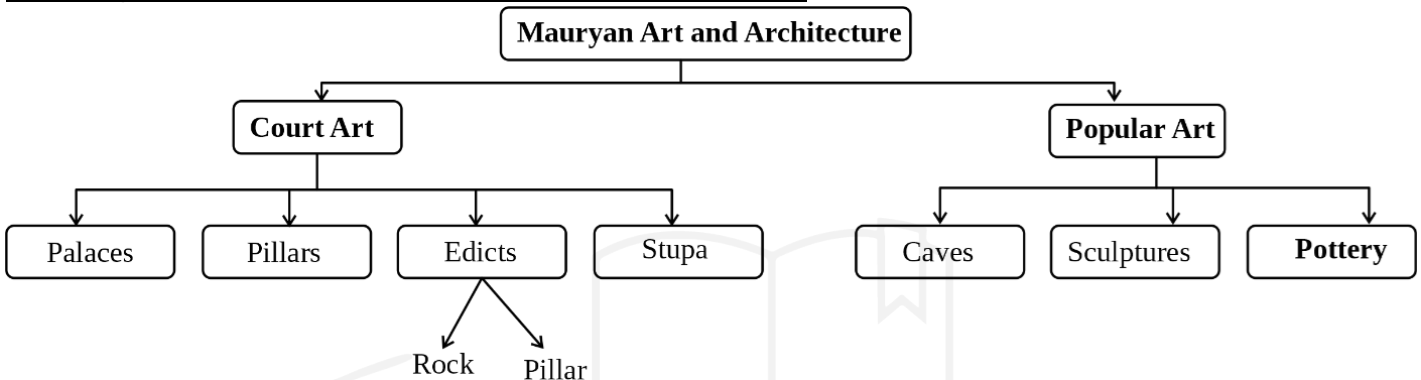 Mauryan Art and Architecture
Court Art
Popular Art
Palaces
Pillars
Edicts
Stupa
Caves
Sculptures
Pottery
Rock
Pillar